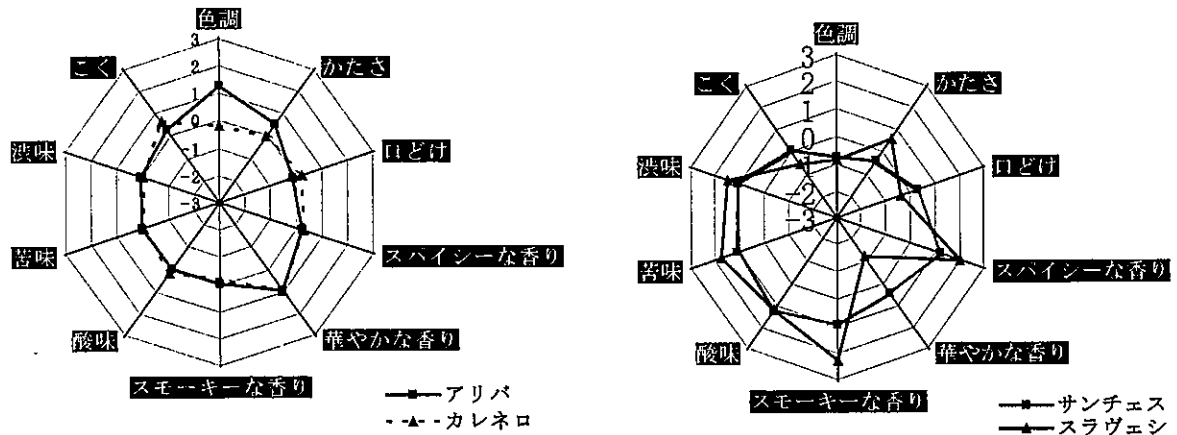 色調
3
2
1
0
-1
-2
-3
かたさ
口どけ
スパイシーな香り
華やかな香り
スモーキーな香り
酸味
苦味
渋味
こく
アリバ
カレネロ
色調
3
2
1
0
-1
-2
-3
かたさ
口どけ
スパイシーな香り
華やかな香り
スモーキーな香り
酸味
苦味
渋味
こく
サンチェス
スラヴェシ